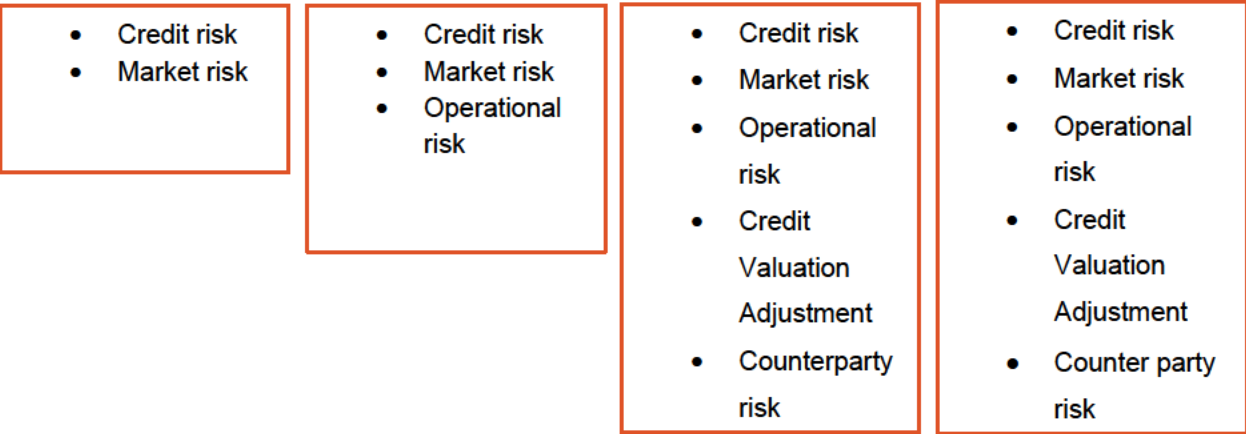 • Credit risk
• Market risk
• Credit risk
• Market risk
• Operational
risk
• Credit risk
• Market risk
• Operational
risk
• Credit
Valuation
Adjustment
• Counterparty
risk
• Credit risk
• Market risk
• Operational
risk
• Credit
Valuation
Adjustment
• Counter party
risk